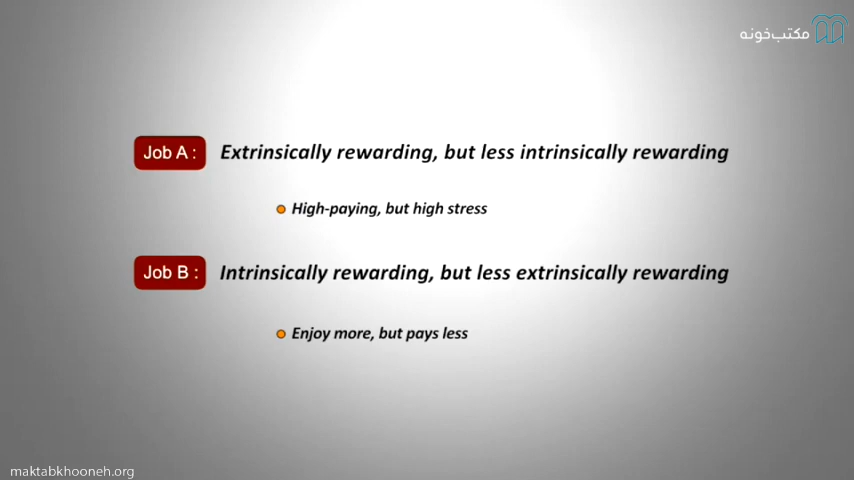 مکتب‌خونه
Job A : Extrinsically rewarding, but less intrinsically rewarding
High-paying, but high stress
Job B : Intrinsically rewarding, but less extrinsically rewarding
Enjoy more, but pays less
maktabkhooneh.org